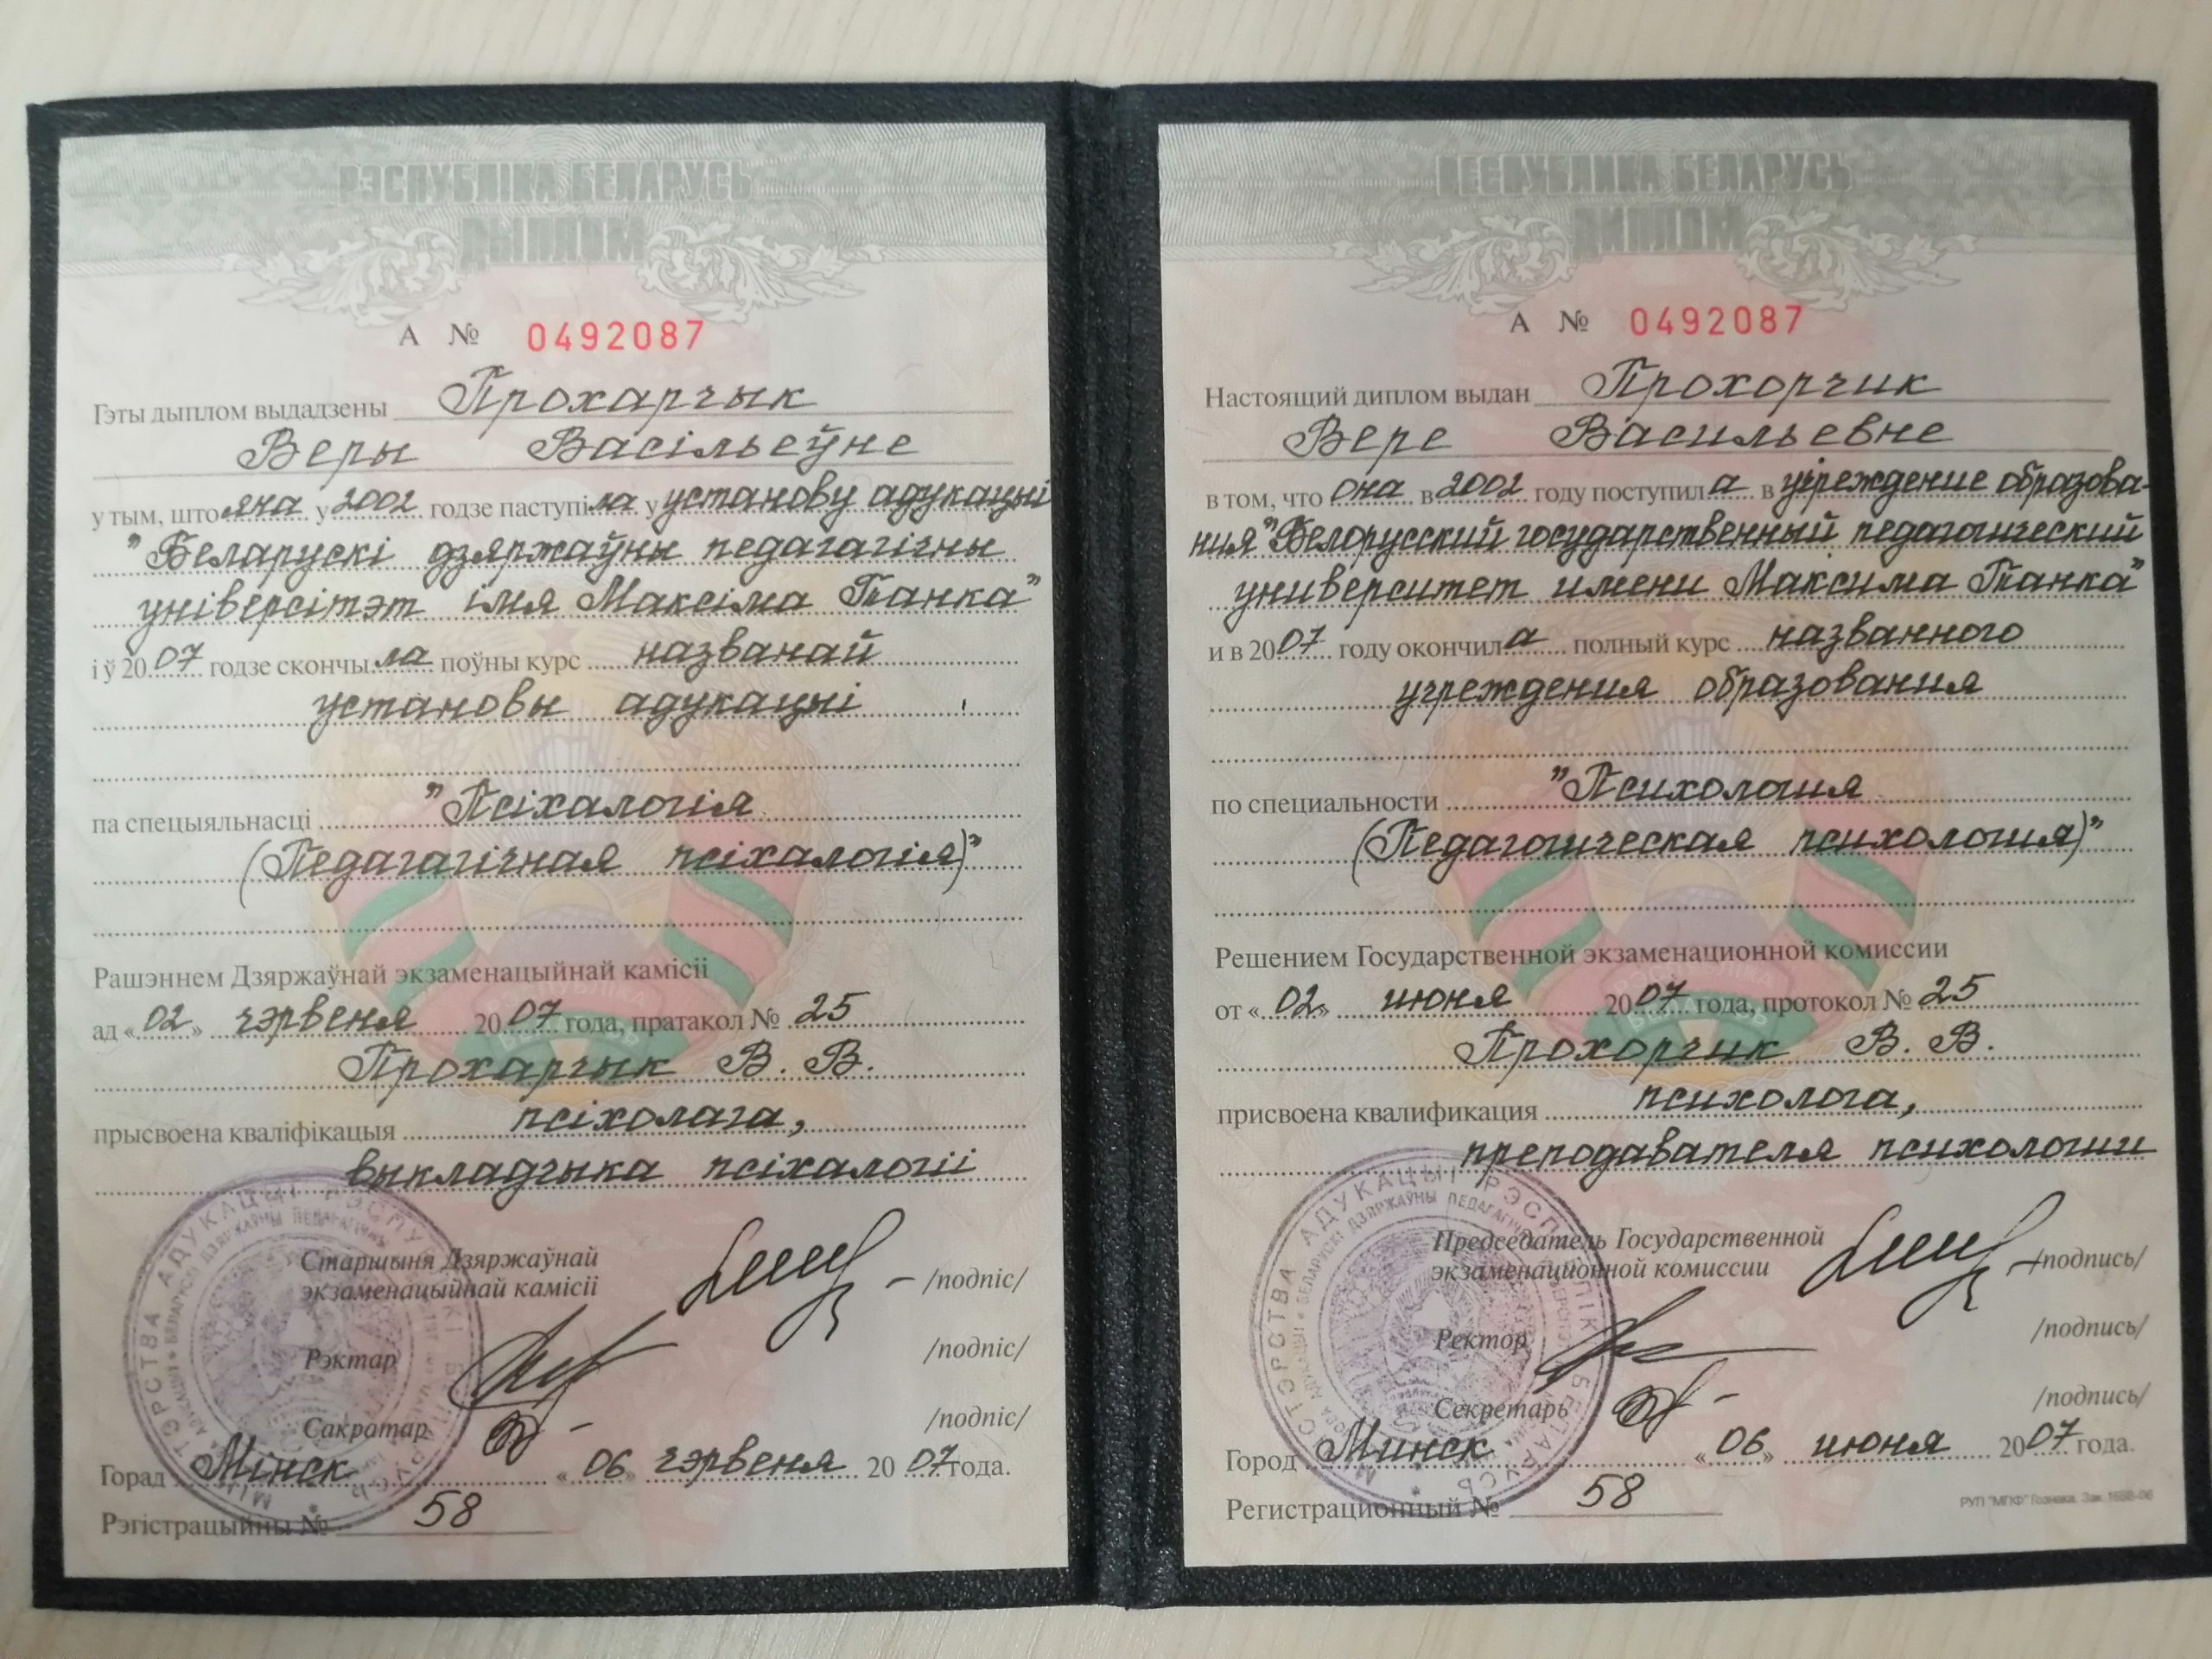 РЭСПУБЛІКА БЕЛАРУСЬ
ДЫПЛОМ
А № 0492087
Гэты дыплом выдадзены Прохарчык
Веры Васільеўне
у тым, што яна у 2002 годзе паступіла у установу адукацыі
"Беларускі дзяржаўны педагагічны
універсітэт імя Максіма Танка"
і ў 2007 годзе скончыла поўны курс названай
установы адукацыі
па спецыяльнасці "Псіхалогія
(Педагагічная псіхалогія)"
Рашэннем Дзяржаўнай экзаменацыйнай камісіі
ад «02» чэрвеня 2007 года, пратакол № 25
Прохарчык В. В.
прысвоена кваліфікацыя псіхолага,
выкладчыка псіхалогіі
Старшыня Дзяржаўнай
экзаменацыйнай камісіі /подпіс/
Рэктар /подпіс/
Сакратар /подпіс/
Горад Мінск «06» чэрвеня 2007 года.
Рэгістрацыйны № 58
РЕСПУБЛИКА БЕЛАРУСЬ
ДИПЛОМ
А № 0492087
Настоящий диплом выдан Прохорчик
Вере Васильевне
в том, что она в 2002 году поступила в учреждение образова-
ния "Белорусский государственный педагогический
университет имени Максима Танка"
и в 2007 году окончила полный курс названного
учреждения образования
по специальности "Психология
(Педагогическая психология)"
Решением Государственной экзаменационной комиссии
от «02» июня 2007 года, протокол № 25
Прохорчик В. В.
присвоена квалификация психолога,
преподавателя психологии
Председатель Государственной
экзаменационной комиссии /подпись/
Ректор /подпись/
Секретарь /подпись/
Город Минск «06» июня 2007 года.
Регистрационный № 58
РУП "МПФ" Гознака. Зак. 1658-06